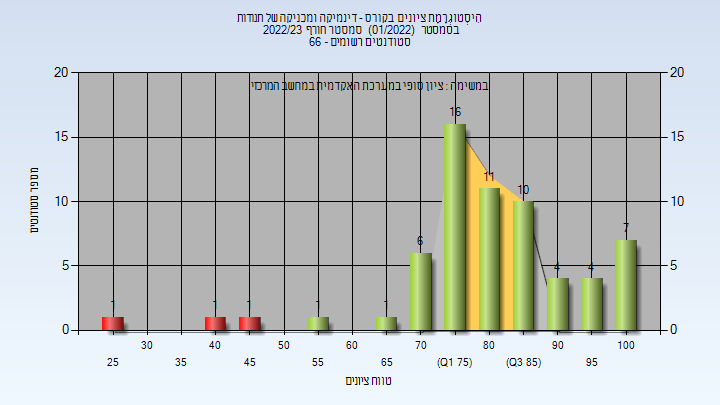 היסטוגרמת ציונים בקורס - דינמיקה ומכניקה של חנודות
בסמסטר (01/2022) סמסטר חורף 2022/23
סטודנטים רשומים - 66
במשימה : ציון סופי במערכת האקדמית במחשב המרכזי
20 20
15 15
10 10
5 5
0 0
מספר סטודנטים
1 1 1 1 1 6 16 11 10 4 4 7
30 40 50 60 70 80 90 100
25 35 45 55 65 (Q1 75) (Q3 85) 95
טווח ציונים